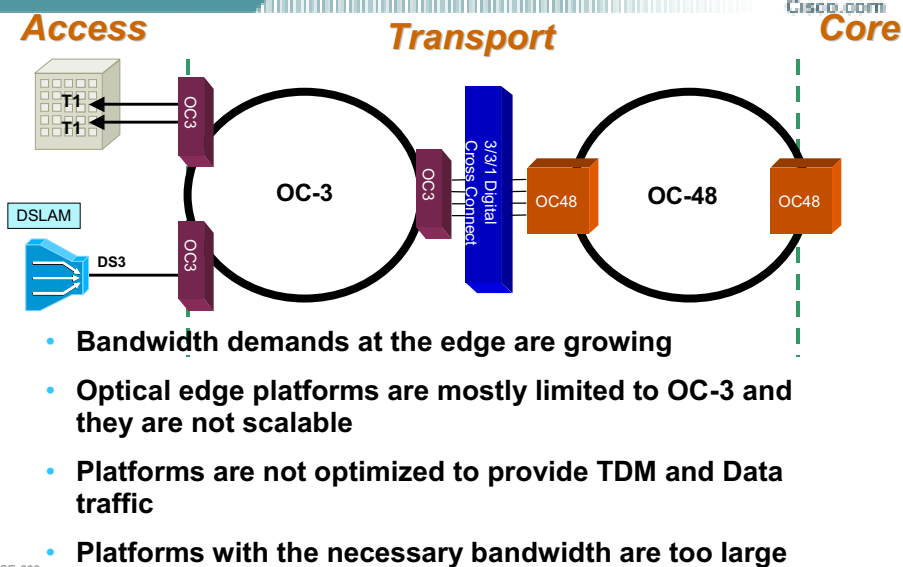 Cisco.com
Access
Transport
Core
T1
T1
OC3
OC-3
OC3
3/3/1 Digital
Cross Connect
OC48
OC-48
OC48
DSLAM
DS3
OC3
• Bandwidth demands at the edge are growing
• Optical edge platforms are mostly limited to OC-3 and
they are not scalable
• Platforms are not optimized to provide TDM and Data
traffic
• Platforms with the necessary bandwidth are too large